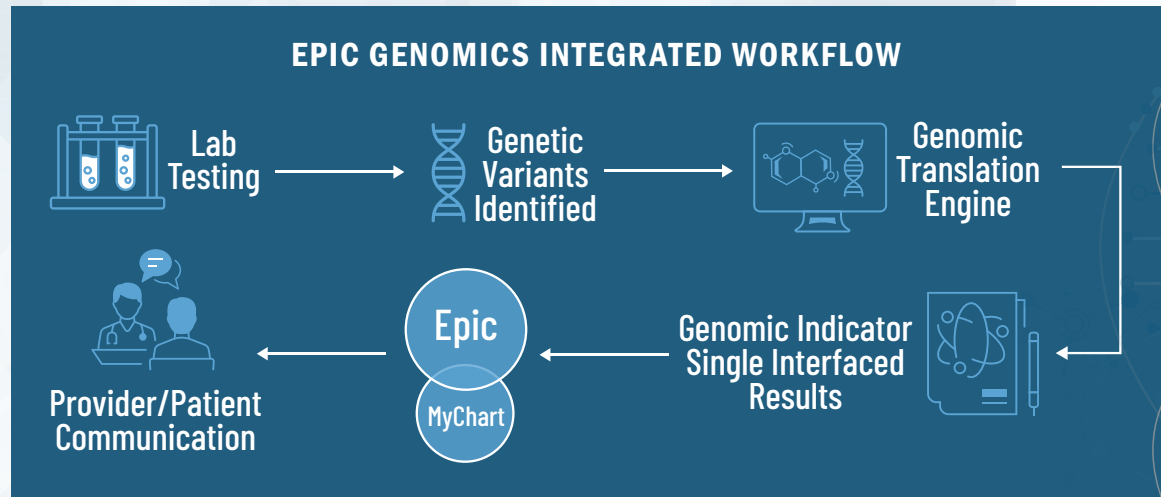 EPIC GENOMICS INTEGRATED WORKFLOW
Lab
Testing
Genetic
Variants
Identified
Genomic
Translation
Engine
Genomic Indicator
Single Interfaced
Results
Epic
MyChart
Provider/Patient
Communication